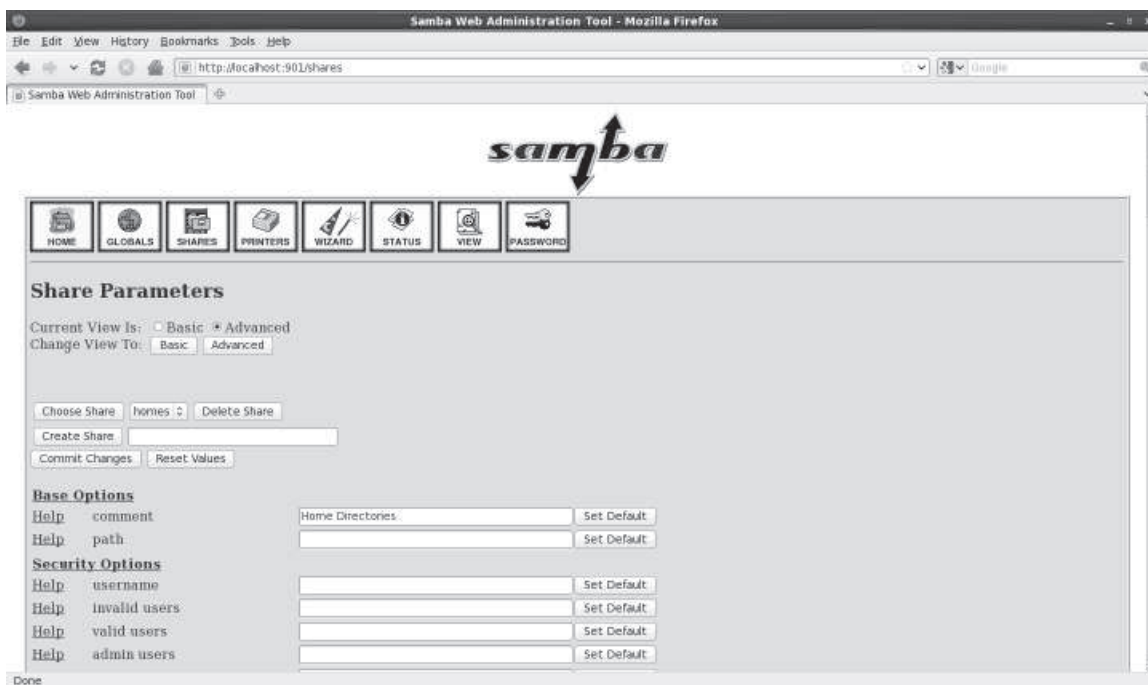 Samba Web Administration Tool - Mozilla Firefox
File Edit View History Bookmarks Tools Help
http://localhost:901/shares Google
Samba Web Administration Tool
samba
HOME GLOBALS SHARES PRINTERS WIZARD STATUS VIEW PASSWORD
Share Parameters
Current View Is: Basic Advanced
Change View To: Basic Advanced
Choose Share homes Delete Share
Create Share
Commit Changes Reset Values
Base Options
Help comment Home Directories Set Default
Help path Set Default
Security Options
Help username Set Default
Help invalid users Set Default
Help valid users Set Default
Help admin users Set Default
Done